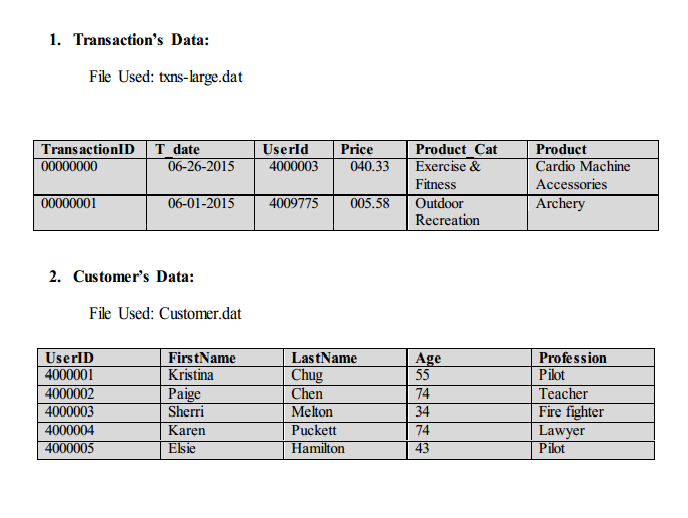 1. Transaction's Data:
File Used: txns-large.dat
TransactionID T_date UserId Price Product_Cat Product
00000000 06-26-2015 4000003 040.33 Exercise & Cardio Machine
Fitness Accessories
00000001 06-01-2015 4009775 005.58 Outdoor Archery
Recreation
2. Customer's Data:
File Used: Customer.dat
UserID FirstName LastName Age Profession
4000001 Kristina Chug 55 Pilot
4000002 Paige Chen 74 Teacher
4000003 Sherri Melton 34 Fire fighter
4000004 Karen Puckett 74 Lawyer
4000005 Elsie Hamilton 43 Pilot